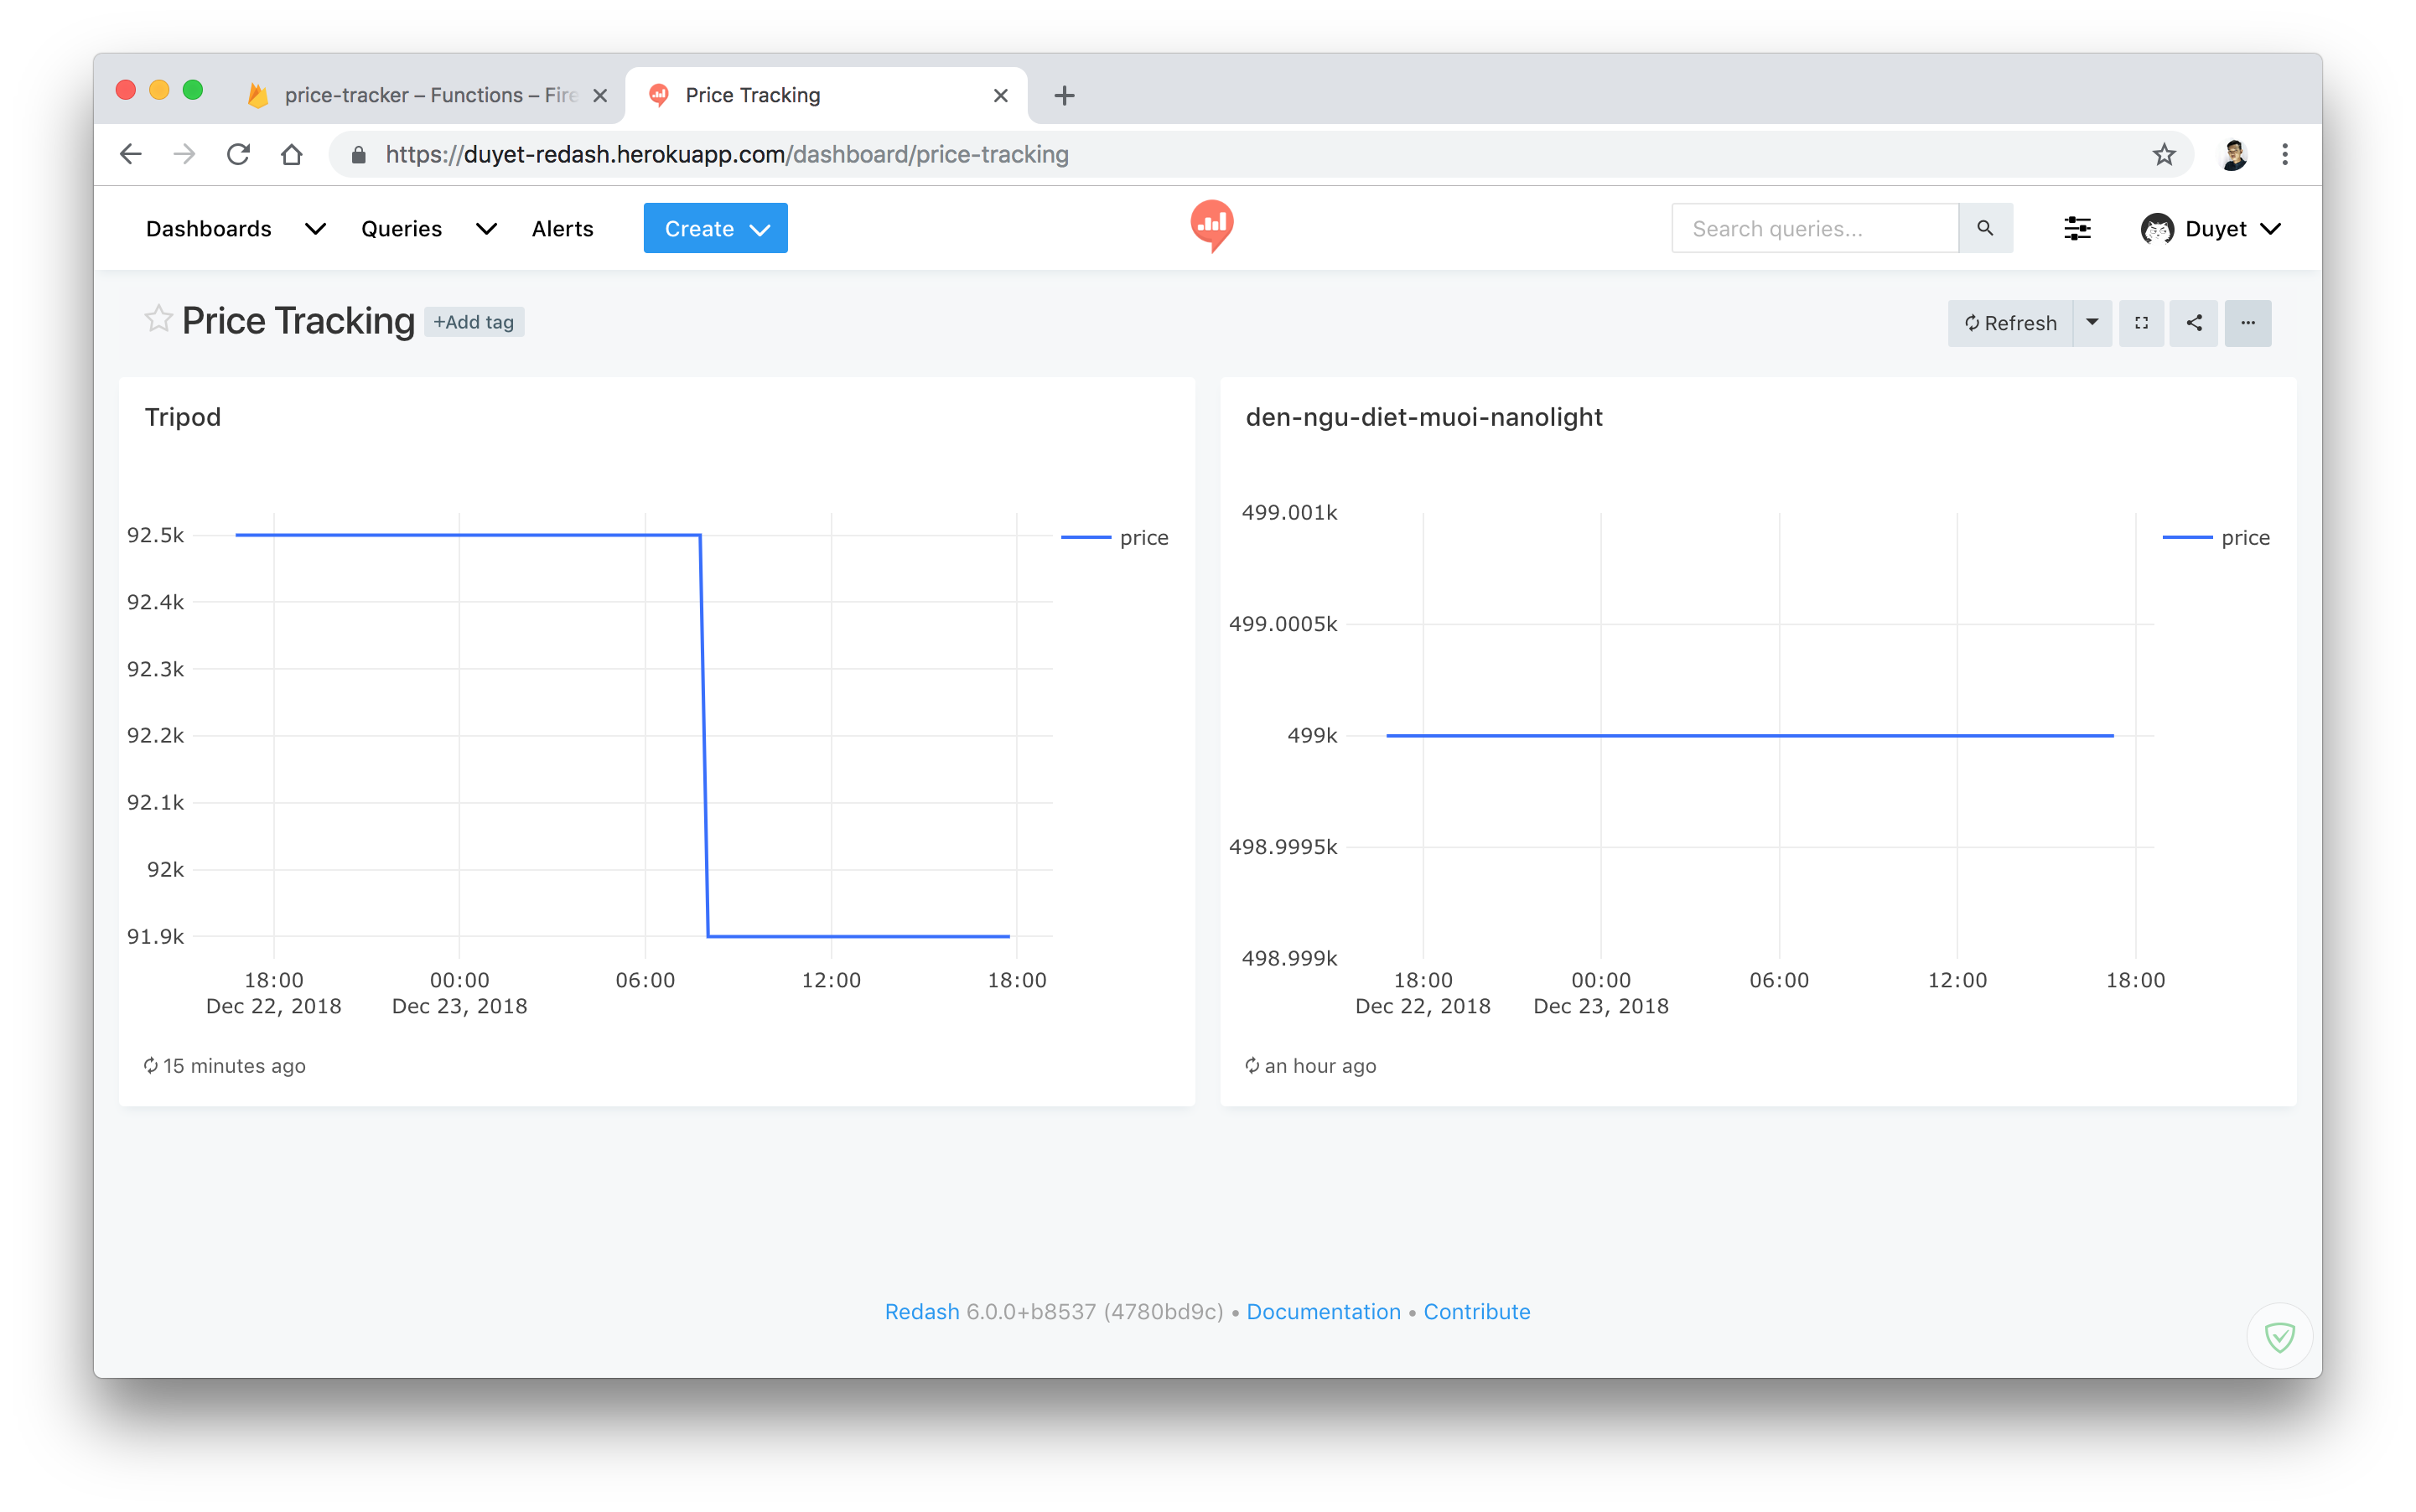 price-tracker – Functions – Fire
Price Tracking
https://duyet-redash.herokuapp.com/dashboard/price-tracking
Dashboards Queries Alerts Create Search queries... Duyet
Price Tracking +Add tag Refresh
Tripod
92.5k
92.4k
92.3k
92.2k
92.1k
92k
91.9k
price
18:00 00:00 06:00 12:00 18:00
Dec 22, 2018 Dec 23, 2018
15 minutes ago
den-ngu-diet-muoi-nanolight
499.001k
499.0005k
499k
498.9995k
498.999k
price
18:00 00:00 06:00 12:00 18:00
Dec 22, 2018 Dec 23, 2018
an hour ago
Redash 6.0.0+b8537 (4780bd9c) • Documentation • Contribute